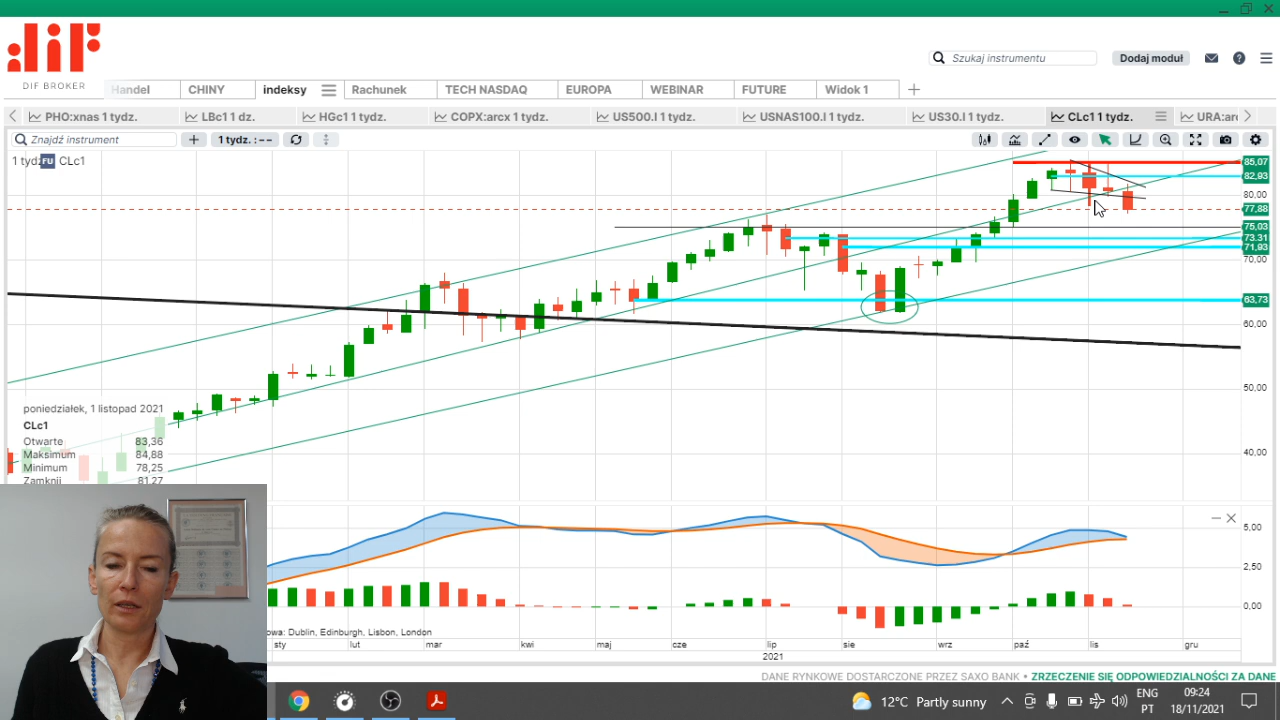 dif
DIF BROKER
Szukaj instrumentu
Dodaj moduł
Handel
CHINY
indeksy
Rachunek
TECH NASDAQ
EUROPA
WEBINAR
FUTURE
Widok 1
PHO:xnas 1 tydz.
LBc1 1 dz.
HGc1 1 tydz.
COPX:arcx 1 tydz.
US500.I 1 tydz.
USNAS100.I 1 tydz.
US30.I 1 tydz.
CLc1 1 tydz.
URA:arc
Znajdź instrument
1 tydz. : – –
1 tydz
FU
CLc1
85,07
82,93
80,00
77,88
75,03
73,31
71,93
70,00
63,73
60,00
50,00
40,00
poniedziałek, 1 listopad 2021
CLc1
Otwarte 83,36
Maksimum 84,88
Minimum 78,25
Zamknij 81,27
5,00
2,50
0,00
owa: Dublin, Edinburgh, Lisbon, London
sty
lut
mar
kwi
maj
cze
lip
sie
wrz
paź
lis
gru
2021
DANE RYNKOWE DOSTARCZONE PRZEZ SAXO BANK • ZRZECZENIE SIĘ ODPOWIEDZIALNOŚCI ZA DANE
12°C Partly sunny
ENG
PT
09:24
18/11/2021